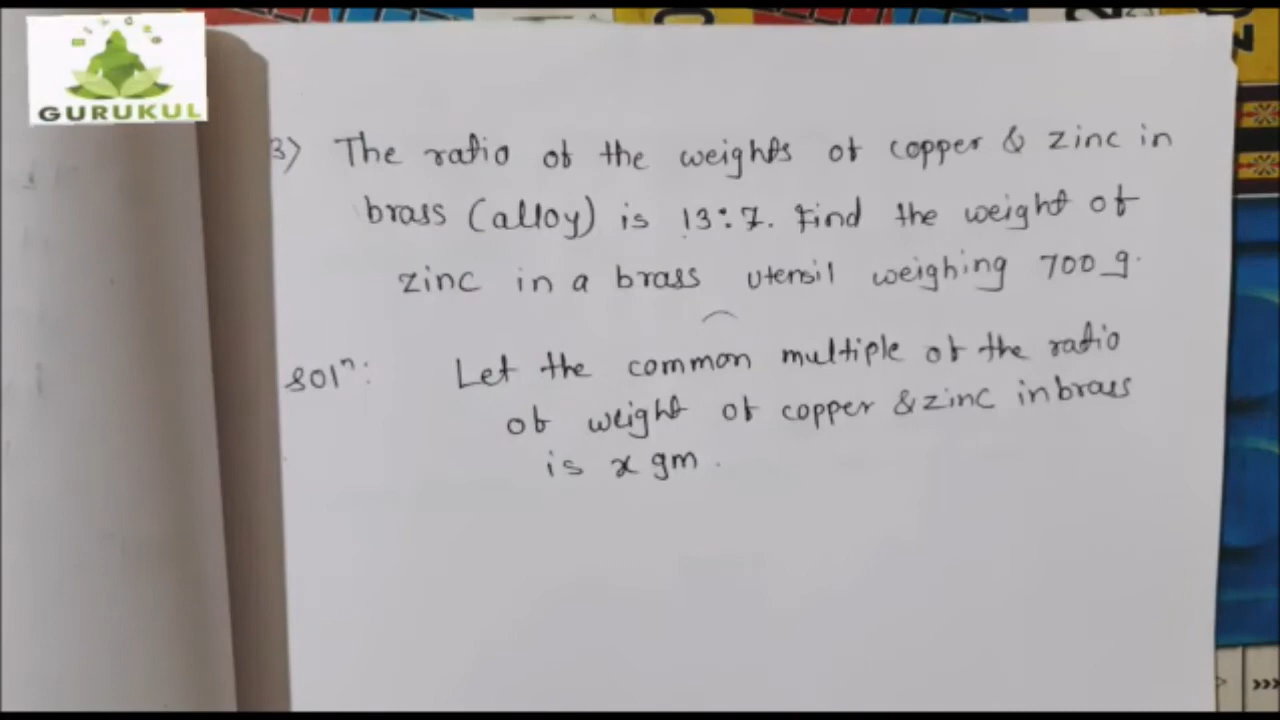 GURUKUL
3) The ratio of the weights of copper & zinc in
brass (alloy) is 13:7. Find the weight of
zinc in a brass utensil weighing 700 g.
Solⁿ: Let the common multiple of the ratio
of weight of copper & zinc in brass
is x gm.